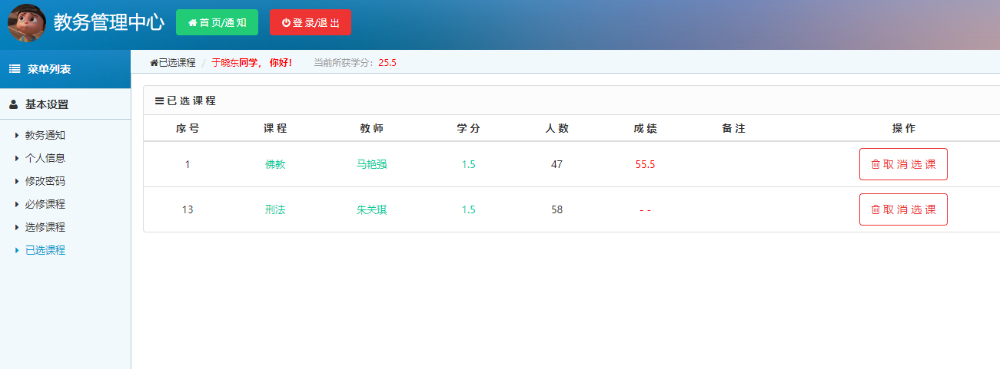 教务管理中心 首页/通知 登录/退出
菜单列表
已选课程 / 于晓东同学， 你好! 当前所获学分：25.5
基本设置
教务通知
个人信息
修改密码
必修课程
选修课程
已选课程
已选课程
序号 课程 教师 学分 人数 成绩 备注 操作
1 佛教 马艳强 1.5 47 55.5 取消选课
13 刑法 朱关琪 1.5 58 - - 取消选课